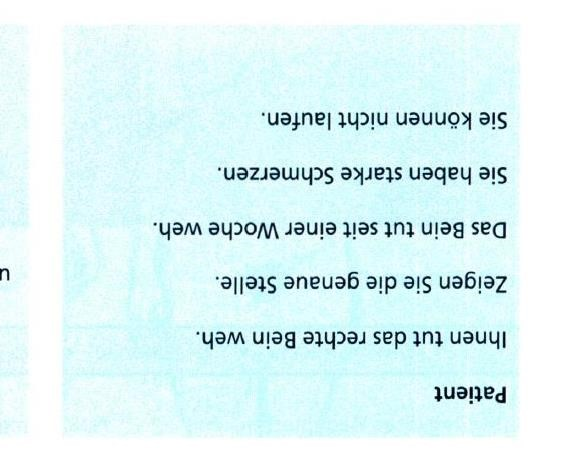 Patient
Ihnen tut das rechte Bein weh.
Zeigen Sie die genaue Stelle.
Das Bein tut seit einer Woche weh.
Sie haben starke Schmerzen.
Sie können nicht laufen.